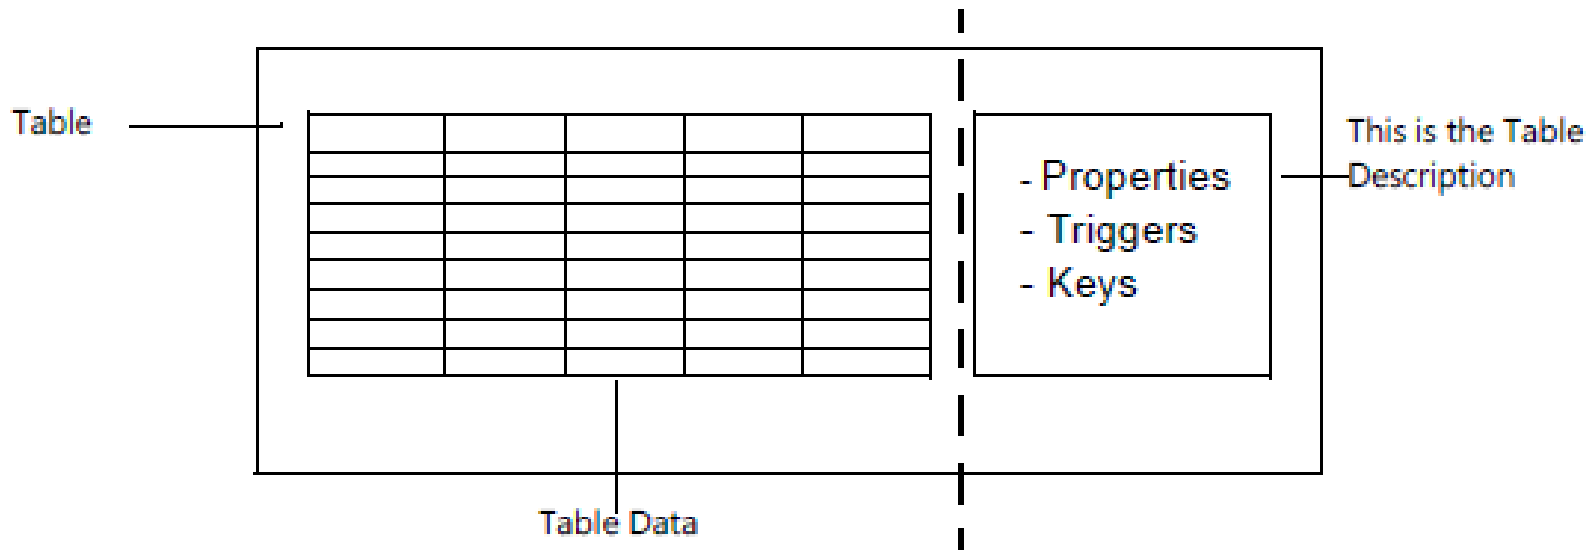 Table
This is the Table
Description
- Properties
- Triggers
- Keys
Table Data